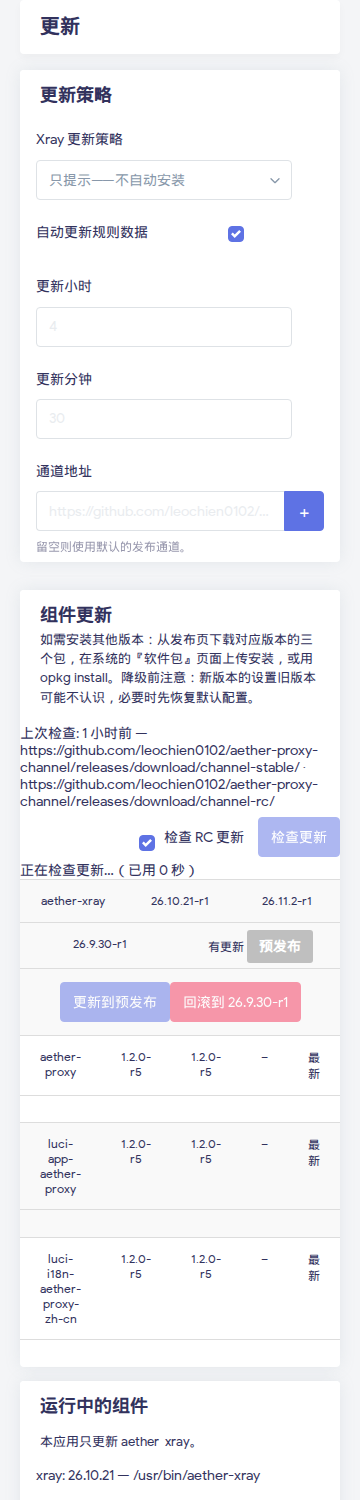 更新
更新策略
Xray 更新策略
只提示——不自动安装
自动更新规则数据
更新小时
4
更新分钟
30
通道地址
https://github.com/leochien0102/...
+
留空则使用默认的发布通道。
组件更新
如需安装其他版本：从发布页下载对应版本的三
个包，在系统的『软件包』页面上传安装，或用
opkg install。降级前注意：新版本的设置旧版本
可能不认识，必要时先恢复默认配置。
上次检查: 1 小时前 —
https://github.com/leochien0102/aether-proxy-
channel/releases/download/channel-stable/ ·
https://github.com/leochien0102/aether-proxy-
channel/releases/download/channel-rc/
检查 RC 更新 检查更新
正在检查更新…（已用 0 秒）
aether-xray 26.10.21-r1 26.11.2-r1
26.9.30-r1 有更新 预发布
更新到预发布 回滚到 26.9.30-r1
aether- 1.2.0- 1.2.0- – 最
proxy r5 r5 新
luci- 1.2.0- 1.2.0- – 最
app- r5 r5 新
aether-
proxy
luci- 1.2.0- 1.2.0- – 最
i18n- r5 r5 新
aether-
proxy-
zh-cn
运行中的组件
本应用只更新 aether xray。
xray: 26.10.21 — /usr/bin/aether-xray